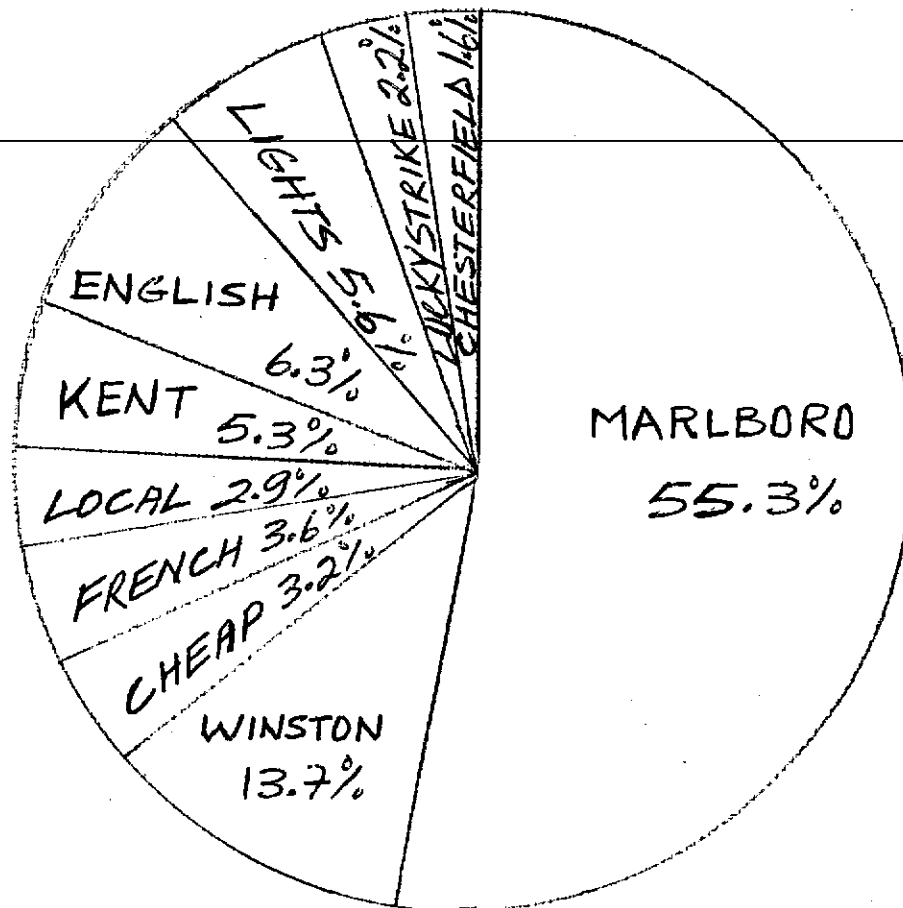 CHESTERFIELD 1.6%
LUCKYSTRIKE 2.2%
LIGHTS 5.6%
ENGLISH
6.3%
KENT
5.3%
LOCAL 2.9%
FRENCH 3.6%
CHEAP 3.2%
WINSTON
13.7%
MARLBORO
55.3%